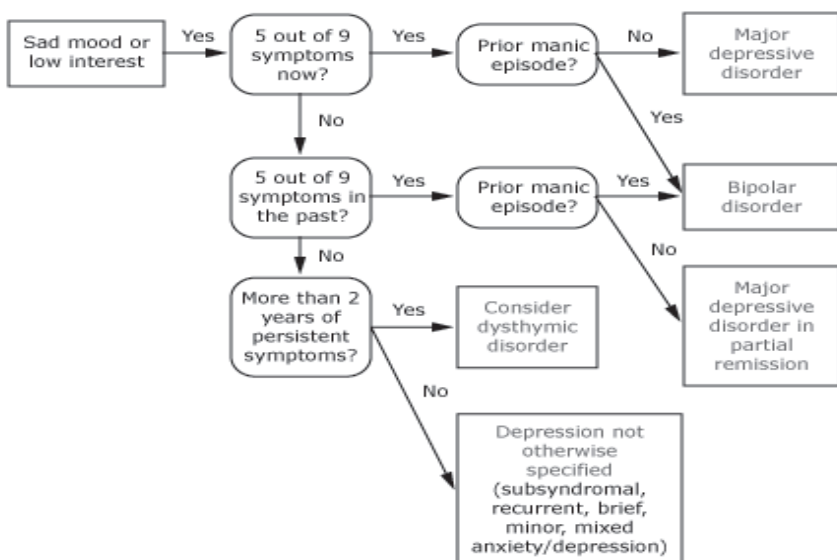 Sad mood or
low interest
Yes
5 out of 9
symptoms
now?
Yes
Prior manic
episode?
No
Major
depressive
disorder
Yes
No
5 out of 9
symptoms in
the past?
Yes
Prior manic
episode?
Yes
Bipolar
disorder
No
No
More than 2
years of
persistent
symptoms?
Yes
Consider
dysthymic
disorder
Major
depressive
disorder in
partial
remission
No
Depression not
otherwise
specified
(subsyndromal,
recurrent, brief,
minor, mixed
anxiety/depression)